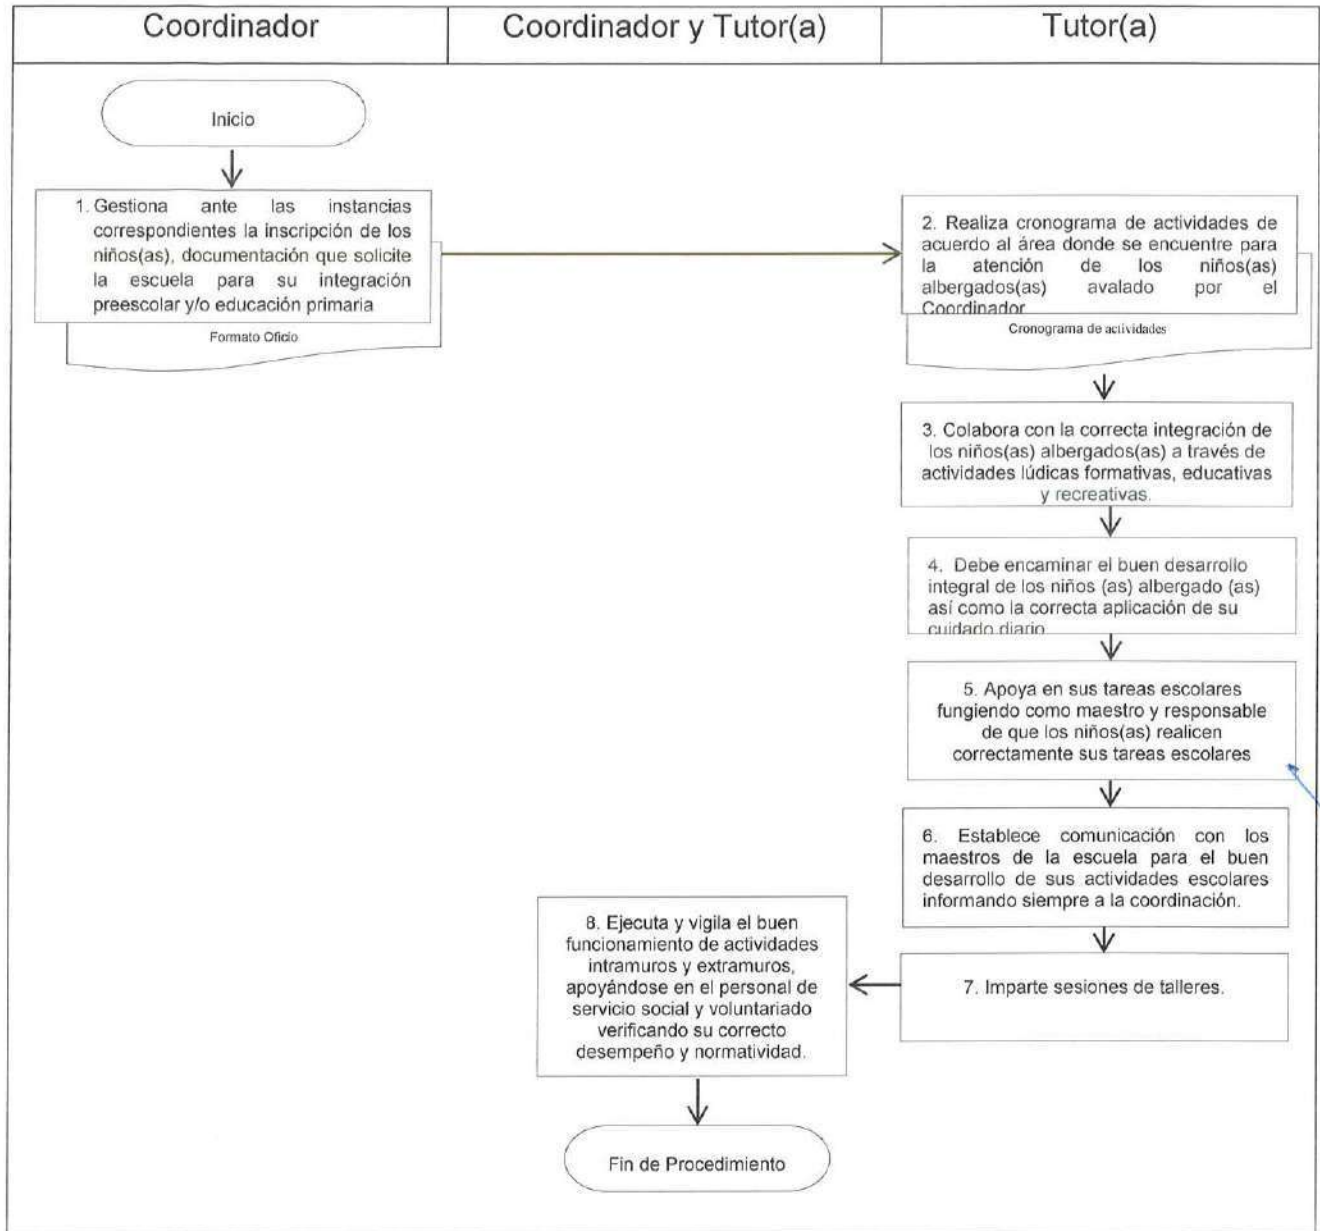 Coordinador
Coordinador y Tutor(a)
Tutor(a)
Inicio
1. Gestiona ante las instancias
correspondientes la inscripción de los
niños(as), documentación que solicite
la escuela para su integración
preescolar y/o educación primaria
Formato Oficio
2. Realiza cronograma de actividades de
acuerdo al área donde se encuentre para
la atención de los niños(as)
albergados(as) avalado por el
Coordinador
Cronograma de actividades
3. Colabora con la correcta integración de
los niños(as) albergados(as) a través de
actividades lúdicas formativas, educativas
y recreativas.
4. Debe encaminar el buen desarrollo
integral de los niños (as) albergado (as)
así como la correcta aplicación de su
cuidado diario
5. Apoya en sus tareas escolares
fungiendo como maestro y responsable
de que los niños(as) realicen
correctamente sus tareas escolares
6. Establece comunicación con los
maestros de la escuela para el buen
desarrollo de sus actividades escolares
informando siempre a la coordinación.
7. Imparte sesiones de talleres.
8. Ejecuta y vigila el buen
funcionamiento de actividades
intramuros y extramuros,
apoyándose en el personal de
servicio social y voluntariado
verificando su correcto
desempeño y normatividad.
Fin de Procedimiento